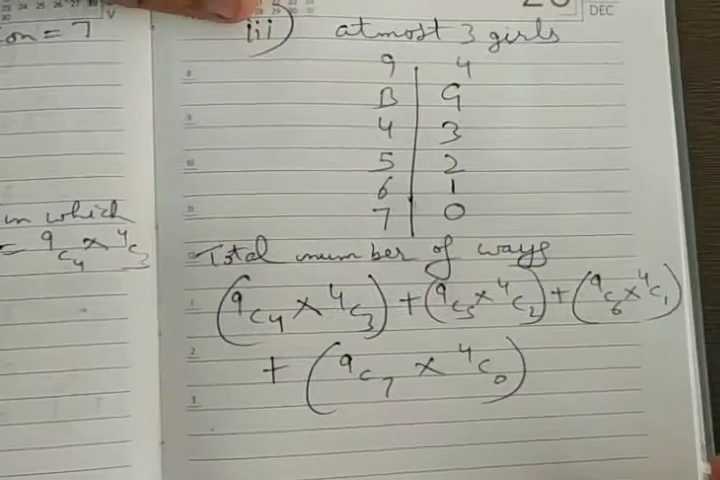 on = 7
in which
= ⁹C₄ × ⁴C₃
DEC
iii) atmost 3 girls
9 4
B G
4 3
5 2
6 1
7 0
Total number of ways
(⁹C₄ × ⁴C₃) + (⁹C₅ × ⁴C₂) + (⁹C₆ × ⁴C₁)
+ (⁹C₇ × ⁴C₀)